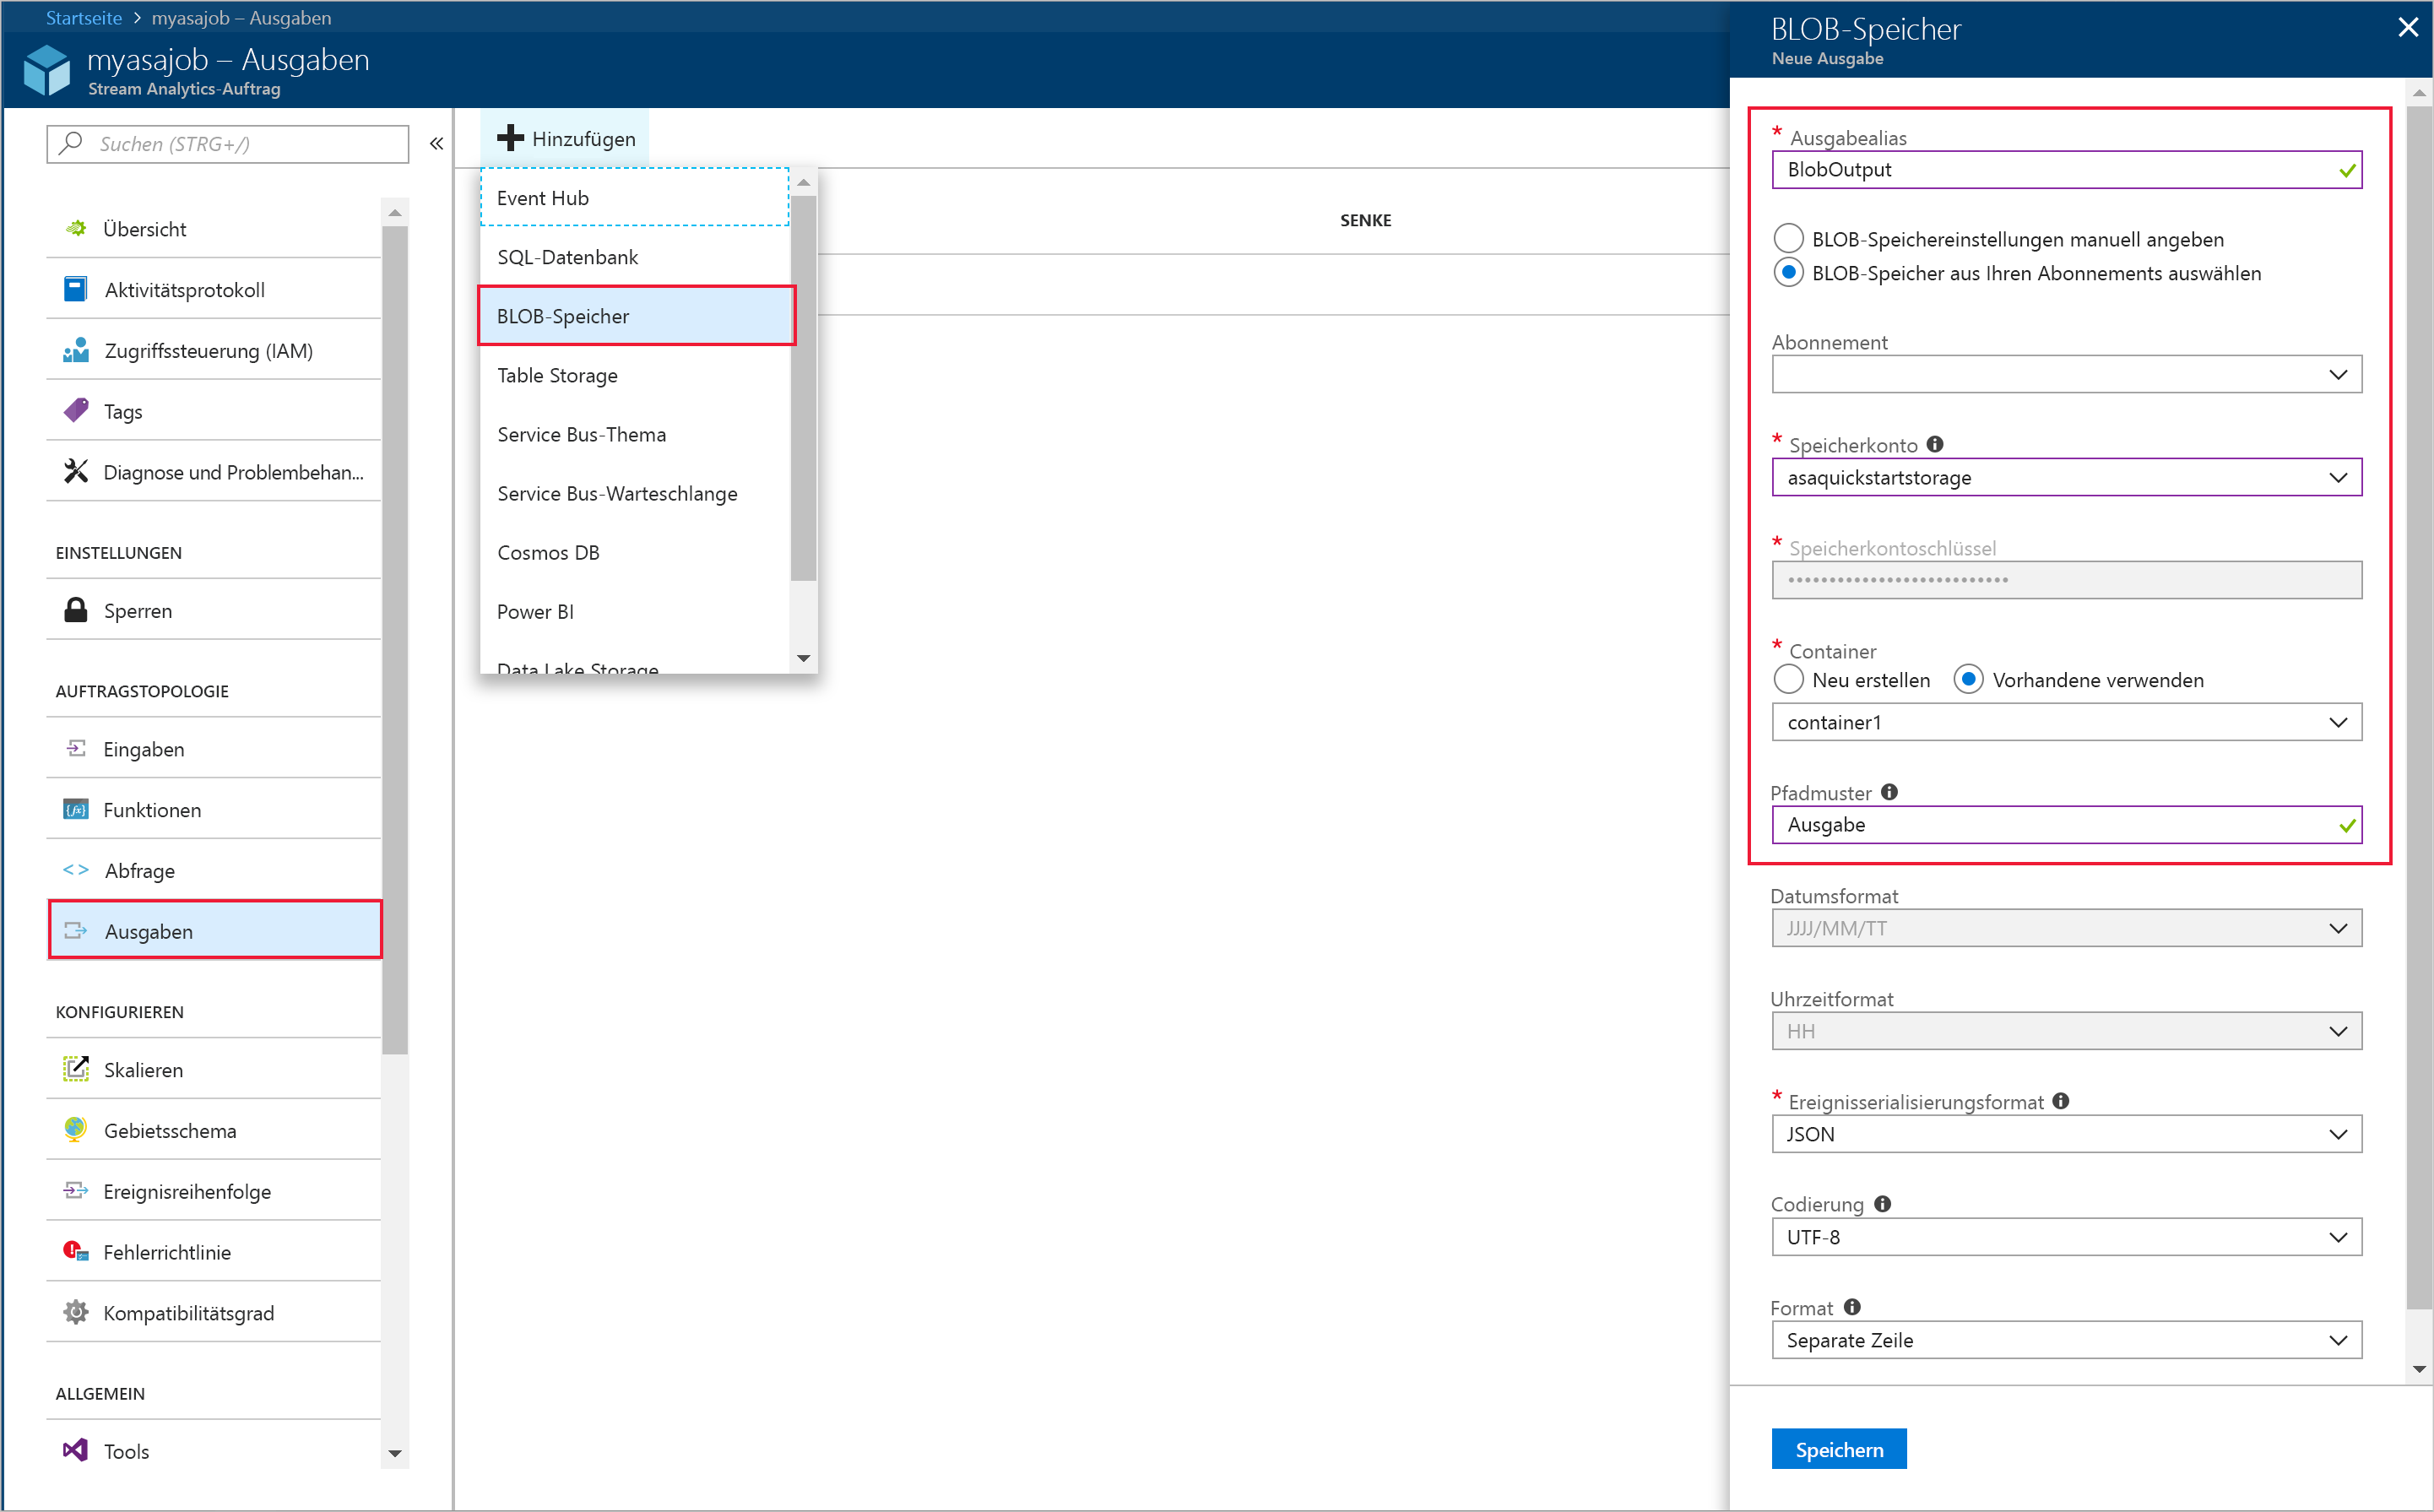 Startseite > myasajob – Ausgaben
myasajob – Ausgaben
Stream Analytics-Auftrag
Suchen (STRG+/)
Übersicht
Aktivitätsprotokoll
Zugriffssteuerung (IAM)
Tags
Diagnose und Problembehan...
EINSTELLUNGEN
Sperren
AUFTRAGSTOPOLOGIE
Eingaben
Funktionen
Abfrage
Ausgaben
KONFIGURIEREN
Skalieren
Gebietsschema
Ereignisreihenfolge
Fehlerrichtlinie
Kompatibilitätsgrad
ALLGEMEIN
Tools
Hinzufügen
Event Hub
SQL-Datenbank
BLOB-Speicher
Table Storage
Service Bus-Thema
Service Bus-Warteschlange
Cosmos DB
Power BI
Data Lake Storage
SENKE
BLOB-Speicher
Neue Ausgabe
* Ausgabealias
BlobOutput
BLOB-Speichereinstellungen manuell angeben
BLOB-Speicher aus Ihren Abonnements auswählen
Abonnement
* Speicherkonto
asaquickstartstorage
* Speicherkontoschlüssel
* Container
Neu erstellen Vorhandene verwenden
container1
Pfadmuster
Ausgabe
Datumsformat
JJJJ/MM/TT
Uhrzeitformat
HH
* Ereignisserialisierungsformat
JSON
Codierung
UTF-8
Format
Separate Zeile
Speichern